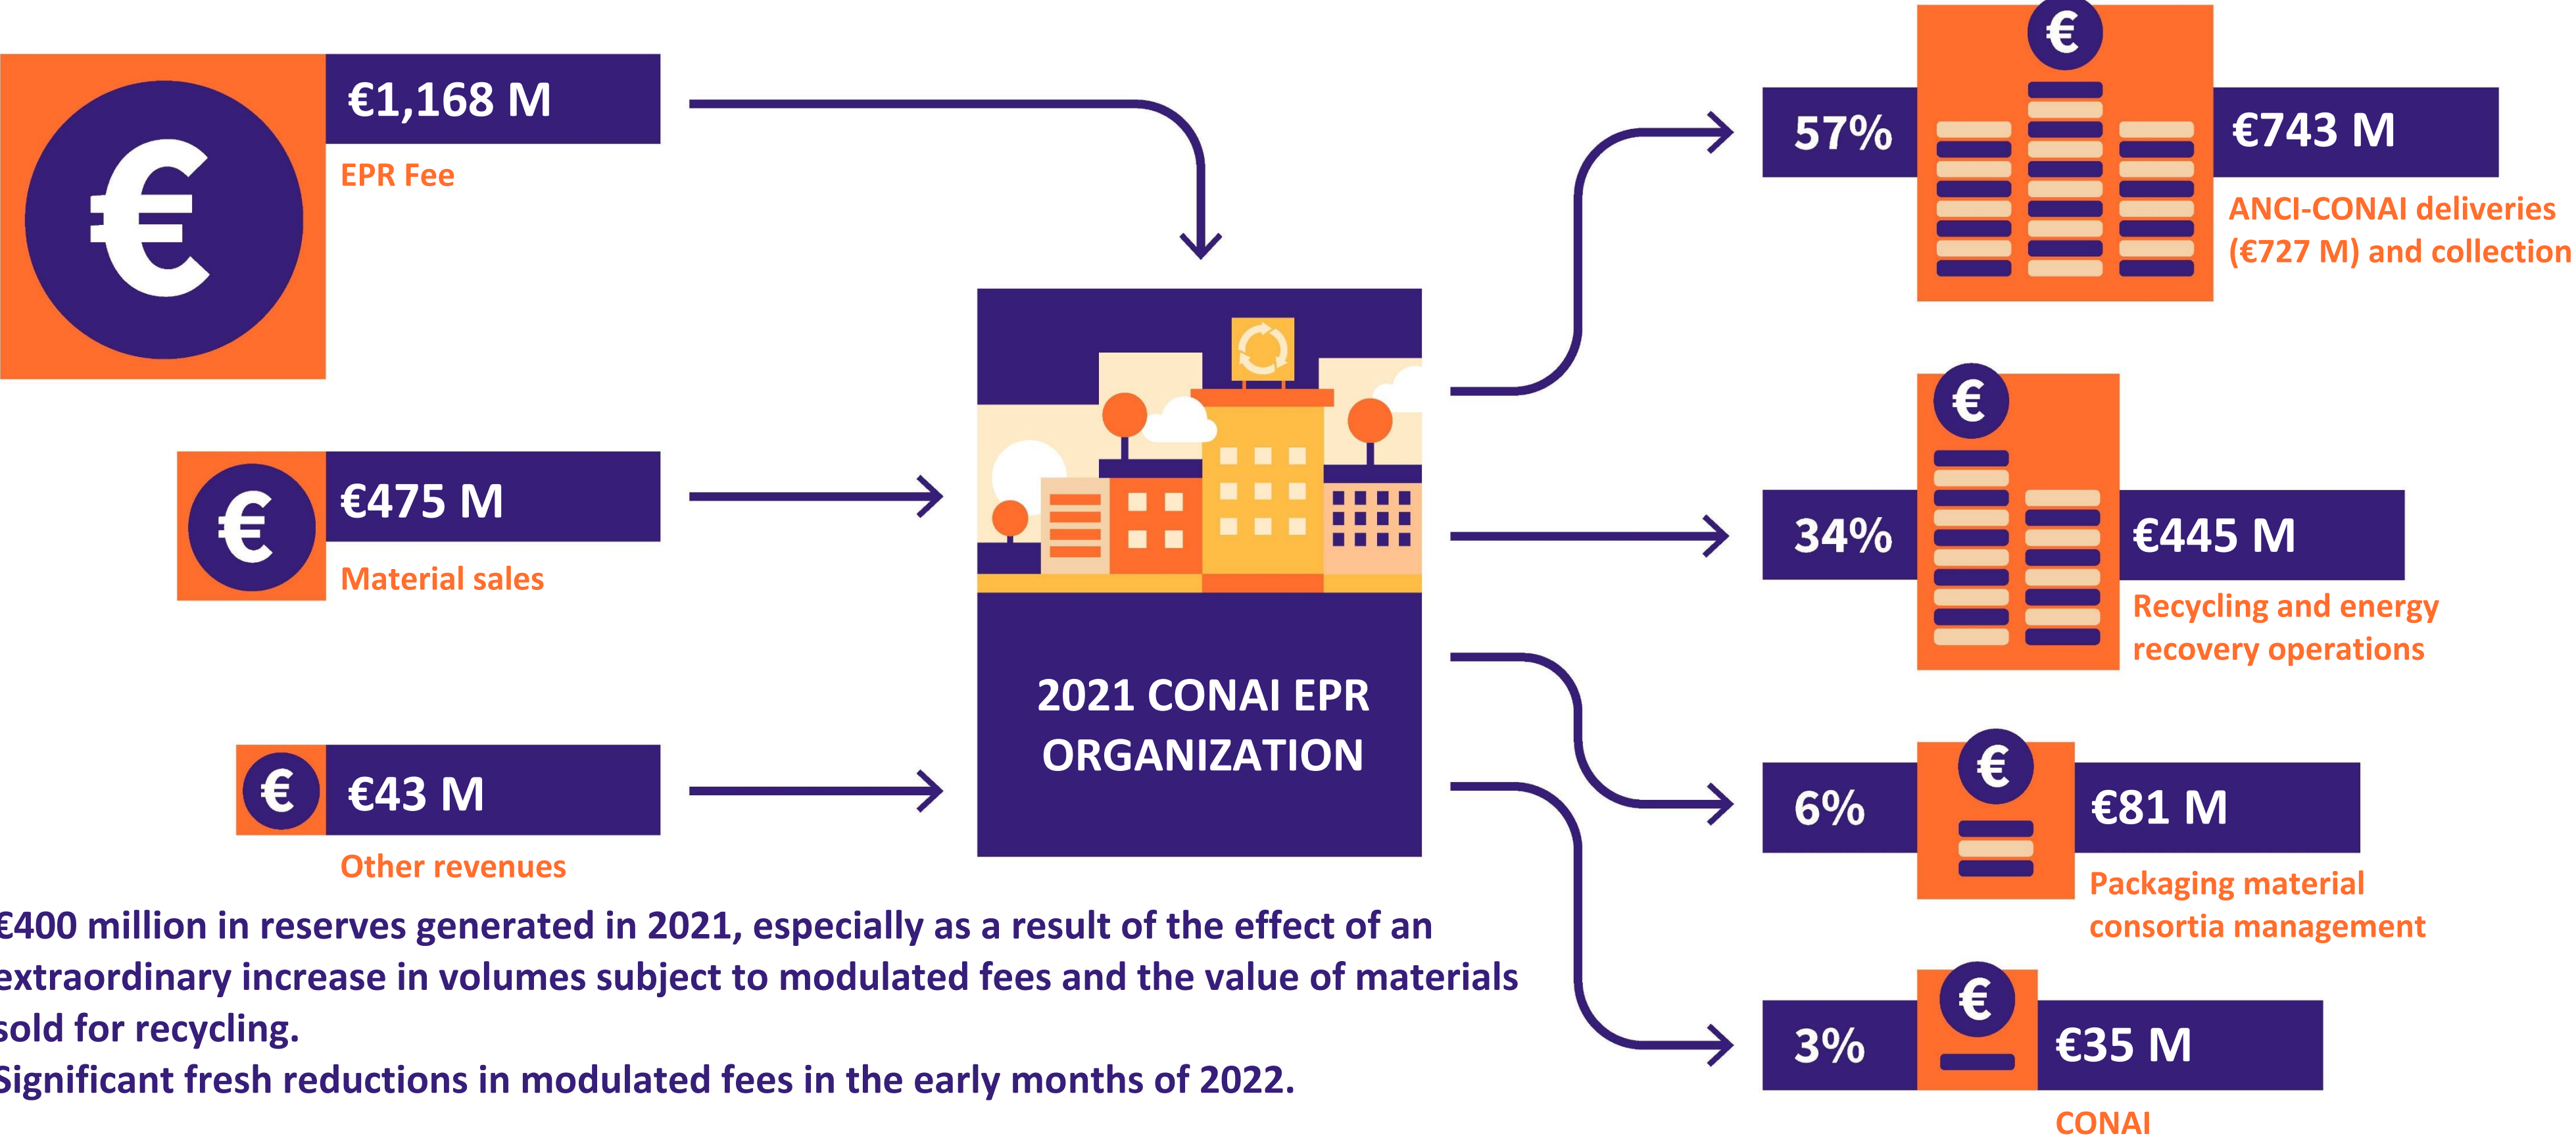 €1,168 M
EPR Fee
€475 M
Material sales
€43 M
Other revenues
2021 CONAI EPR
ORGANIZATION
57%
€743 M
ANCI-CONAI deliveries
(€727 M) and collection
34%
€445 M
Recycling and energy
recovery operations
6%
€81 M
Packaging material
consortia management
3%
€35 M
CONAI
€400 million in reserves generated in 2021, especially as a result of the effect of an
extraordinary increase in volumes subject to modulated fees and the value of materials
sold for recycling.
Significant fresh reductions in modulated fees in the early months of 2022.